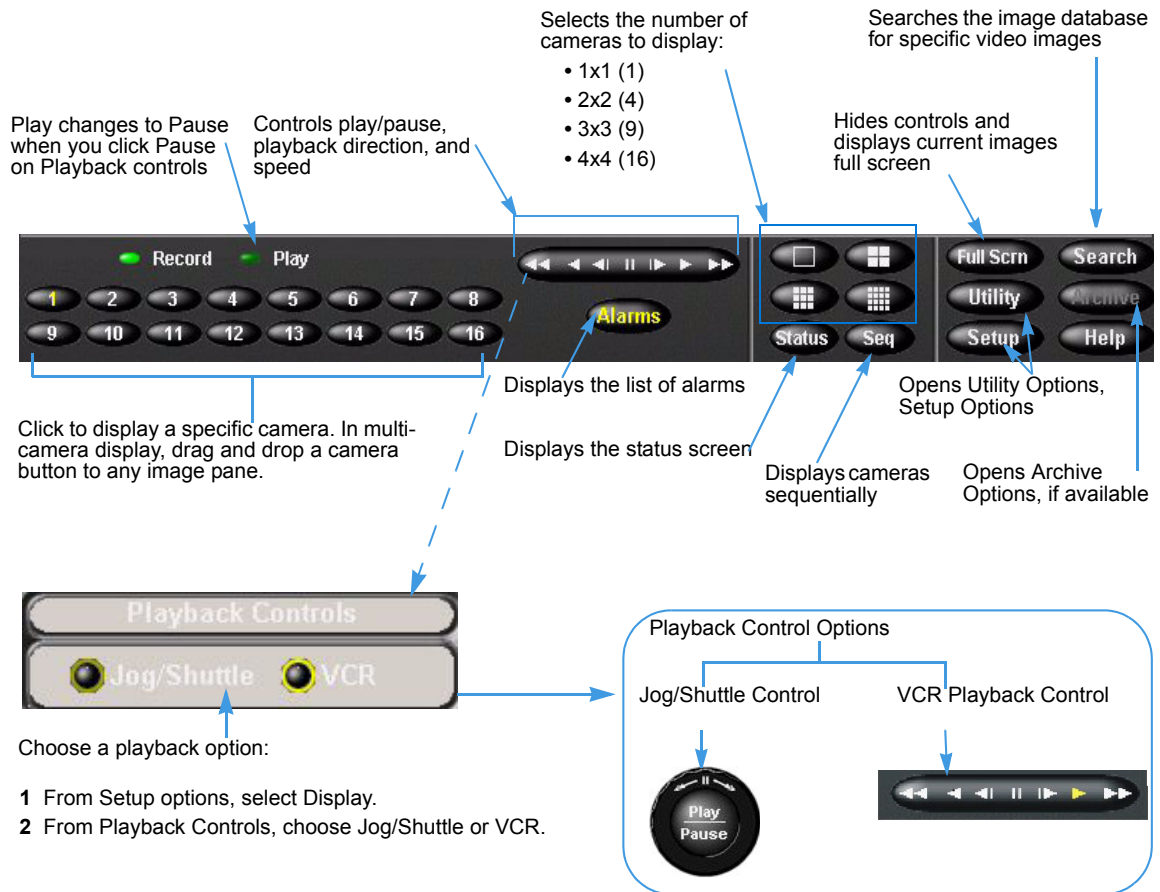 Selects the number of
cameras to display:
• 1x1 (1)
• 2x2 (4)
• 3x3 (9)
• 4x4 (16)
Searches the image database
for specific video images
Play changes to Pause
when you click Pause
on Playback controls
Controls play/pause,
playback direction, and
speed
Hides controls and
displays current images
full screen
Record Play
1 2 3 4 5 6 7 8
9 10 11 12 13 14 15 16
Alarms
Status Seq
Full Scrn Search
Utility Archive
Setup Help
Displays the list of alarms
Opens Utility Options,
Setup Options
Click to display a specific camera. In multi-
camera display, drag and drop a camera
button to any image pane.
Displays the status screen
Displays cameras
sequentially
Opens Archive
Options, if available
Playback Controls
Jog/Shuttle VCR
Choose a playback option:
1 From Setup options, select Display.
2 From Playback Controls, choose Jog/Shuttle or VCR.
Playback Control Options
Jog/Shuttle Control
VCR Playback Control
Play
Pause